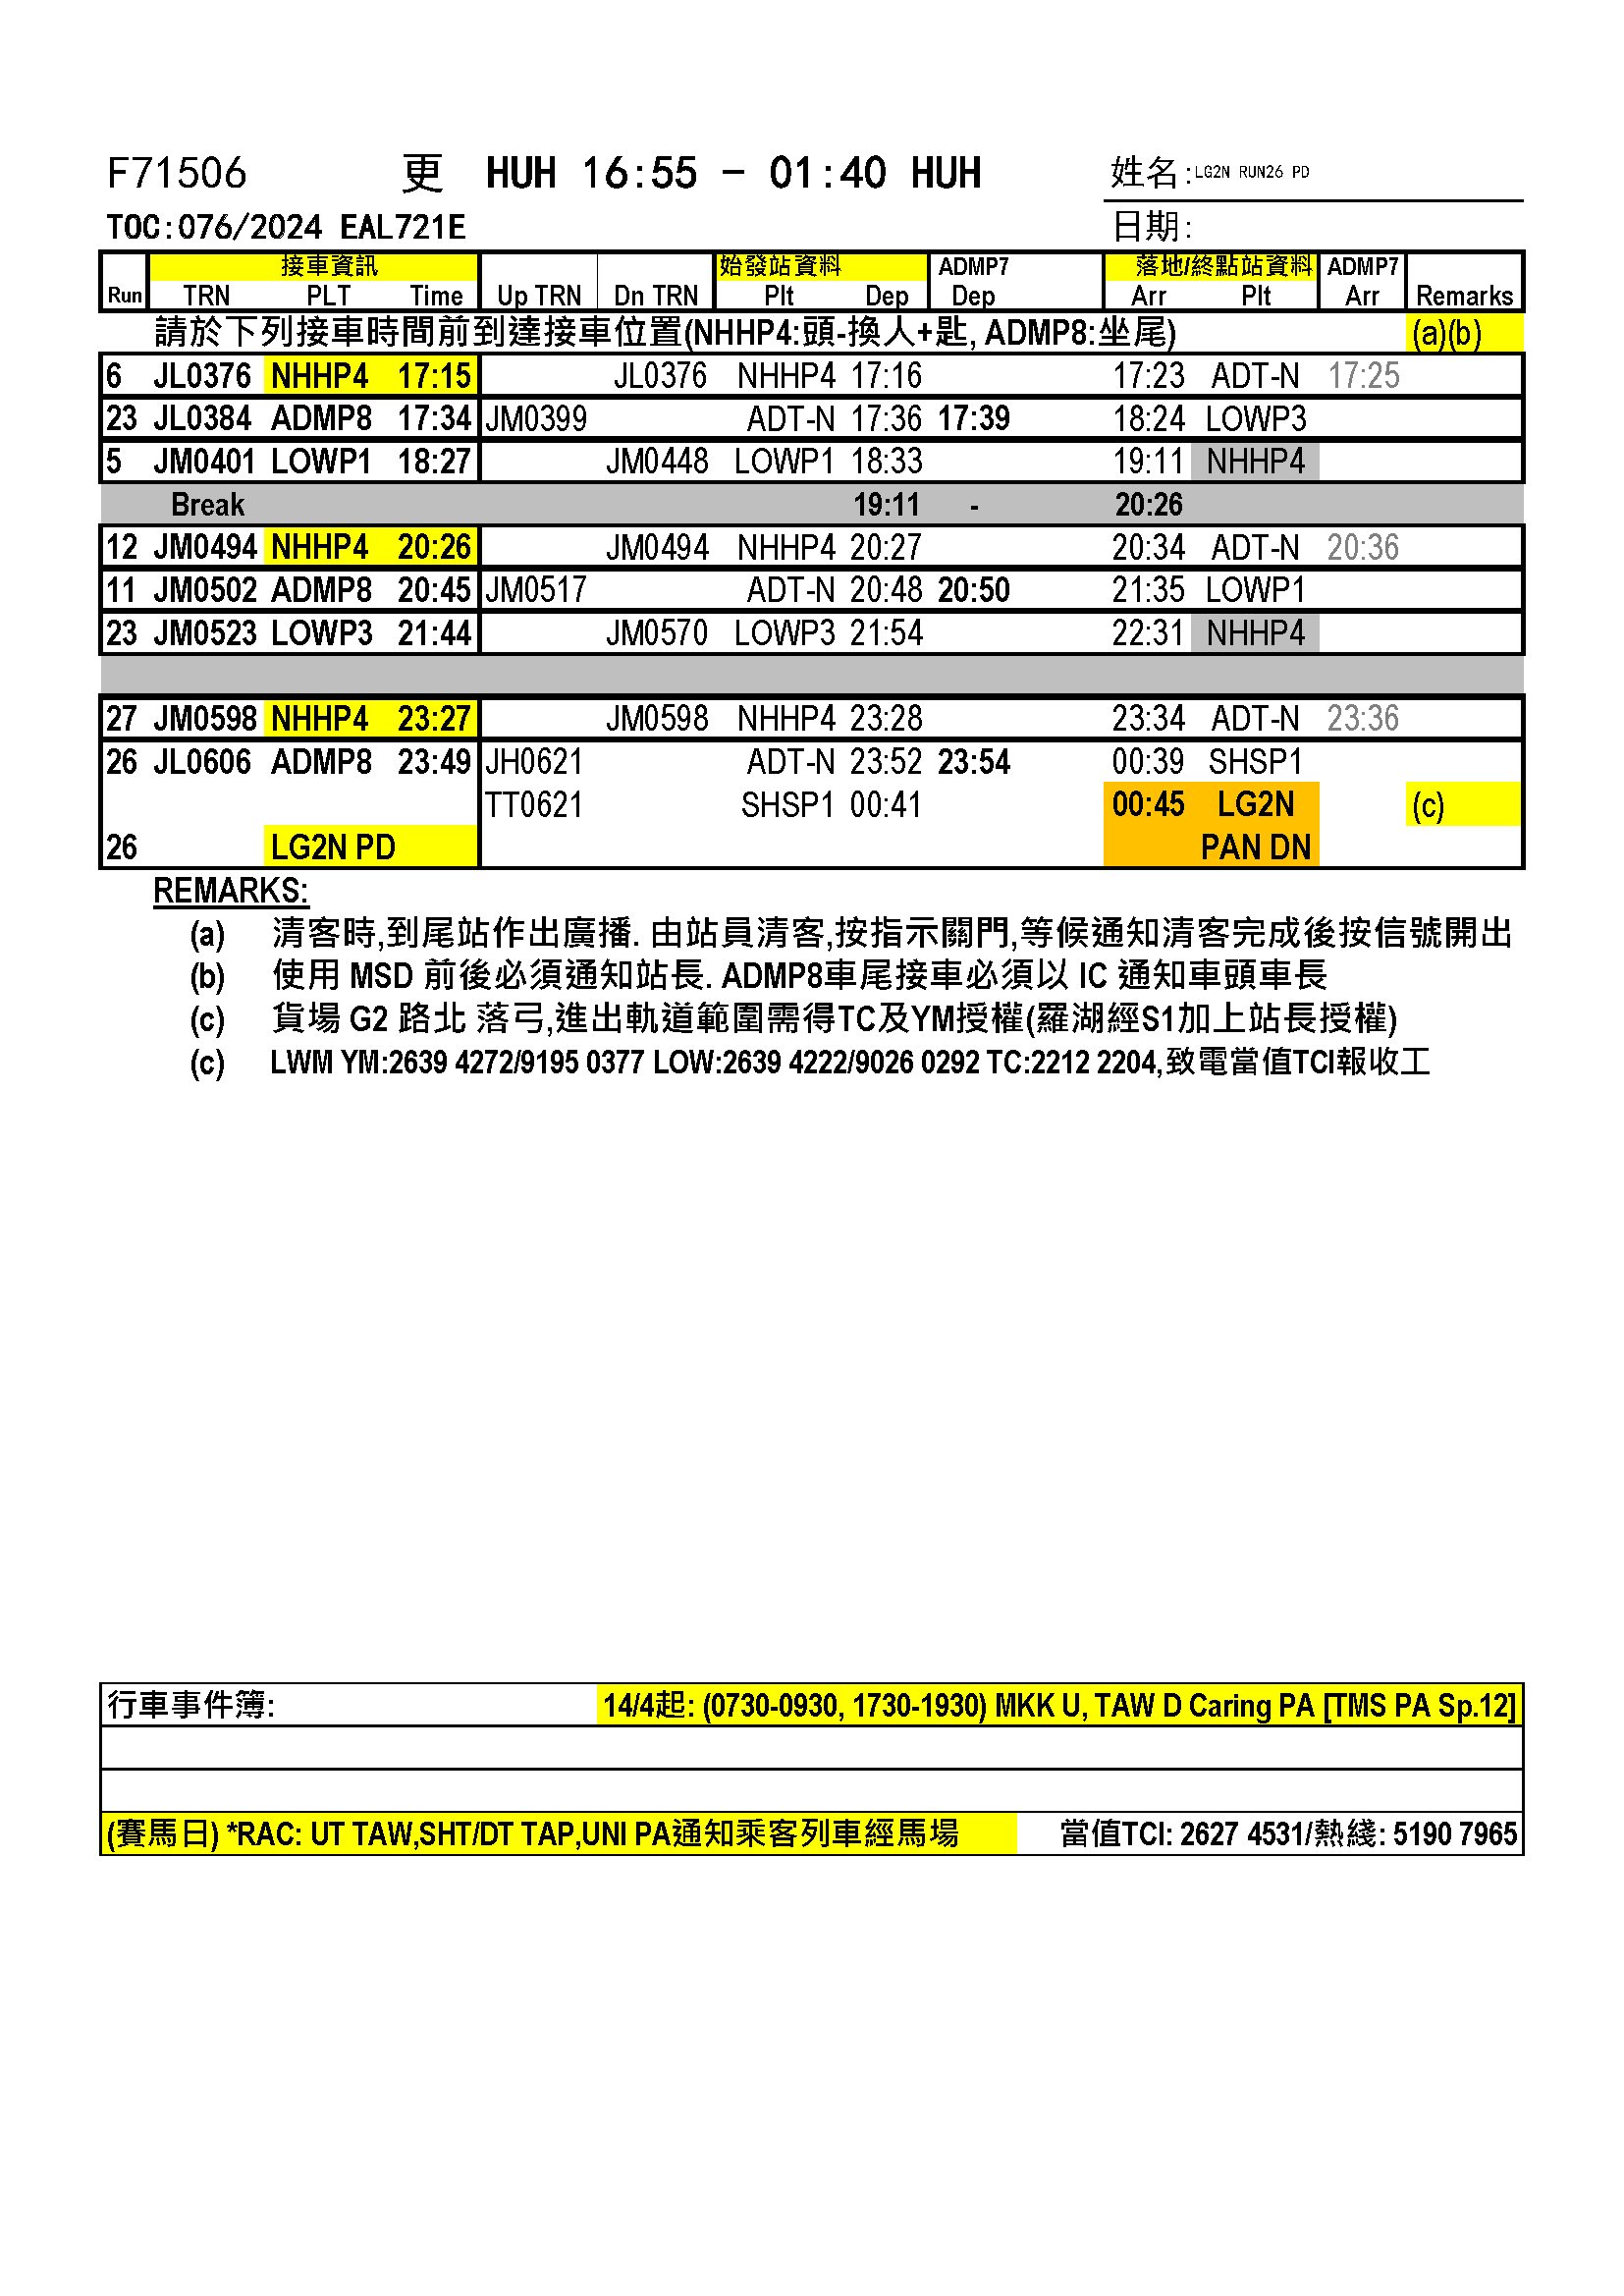 F71506 更 HUH 16:55 - 01:40 HUH 姓名:LG2N RUN26 PD
TOC:076/2024 EAL721E 日期:
接車資訊 始發站資料 ADMP7 落地/終點站資料 ADMP7
Run TRN PLT Time Up TRN Dn TRN Plt Dep Dep Arr Plt Arr Remarks
請於下列接車時間前到達接車位置(NHHP4:頭-換人+匙, ADMP8:坐尾) (a)(b)
6 JL0376 NHHP4 17:15 JL0376 NHHP4 17:16 17:23 ADT-N 17:25
23 JL0384 ADMP8 17:34 JM0399 ADT-N 17:36 17:39 18:24 LOWP3
5 JM0401 LOWP1 18:27 JM0448 LOWP1 18:33 19:11 NHHP4
Break 19:11 - 20:26
12 JM0494 NHHP4 20:26 JM0494 NHHP4 20:27 20:34 ADT-N 20:36
11 JM0502 ADMP8 20:45 JM0517 ADT-N 20:48 20:50 21:35 LOWP1
23 JM0523 LOWP3 21:44 JM0570 LOWP3 21:54 22:31 NHHP4
27 JM0598 NHHP4 23:27 JM0598 NHHP4 23:28 23:34 ADT-N 23:36
26 JL0606 ADMP8 23:49 JH0621 ADT-N 23:52 23:54 00:39 SHSP1
TT0621 SHSP1 00:41 00:45 LG2N (c)
26 LG2N PD PAN DN
REMARKS:
(a) 清客時,到尾站作出廣播. 由站員清客,按指示關門,等候通知清客完成後按信號開出
(b) 使用 MSD 前後必須通知站長. ADMP8車尾接車必須以 IC 通知車頭車長
(c) 貨場 G2 路北 落弓,進出軌道範圍需得TC及YM授權(羅湖經S1加上站長授權)
(c) LWM YM:2639 4272/9195 0377 LOW:2639 4222/9026 0292 TC:2212 2204,致電當值TCI報收工
行車事件簿: 14/4起: (0730-0930, 1730-1930) MKK U, TAW D Caring PA [TMS PA Sp.12]
(賽馬日) *RAC: UT TAW,SHT/DT TAP,UNI PA通知乘客列車經馬場 當值TCI: 2627 4531/熱綫: 5190 7965